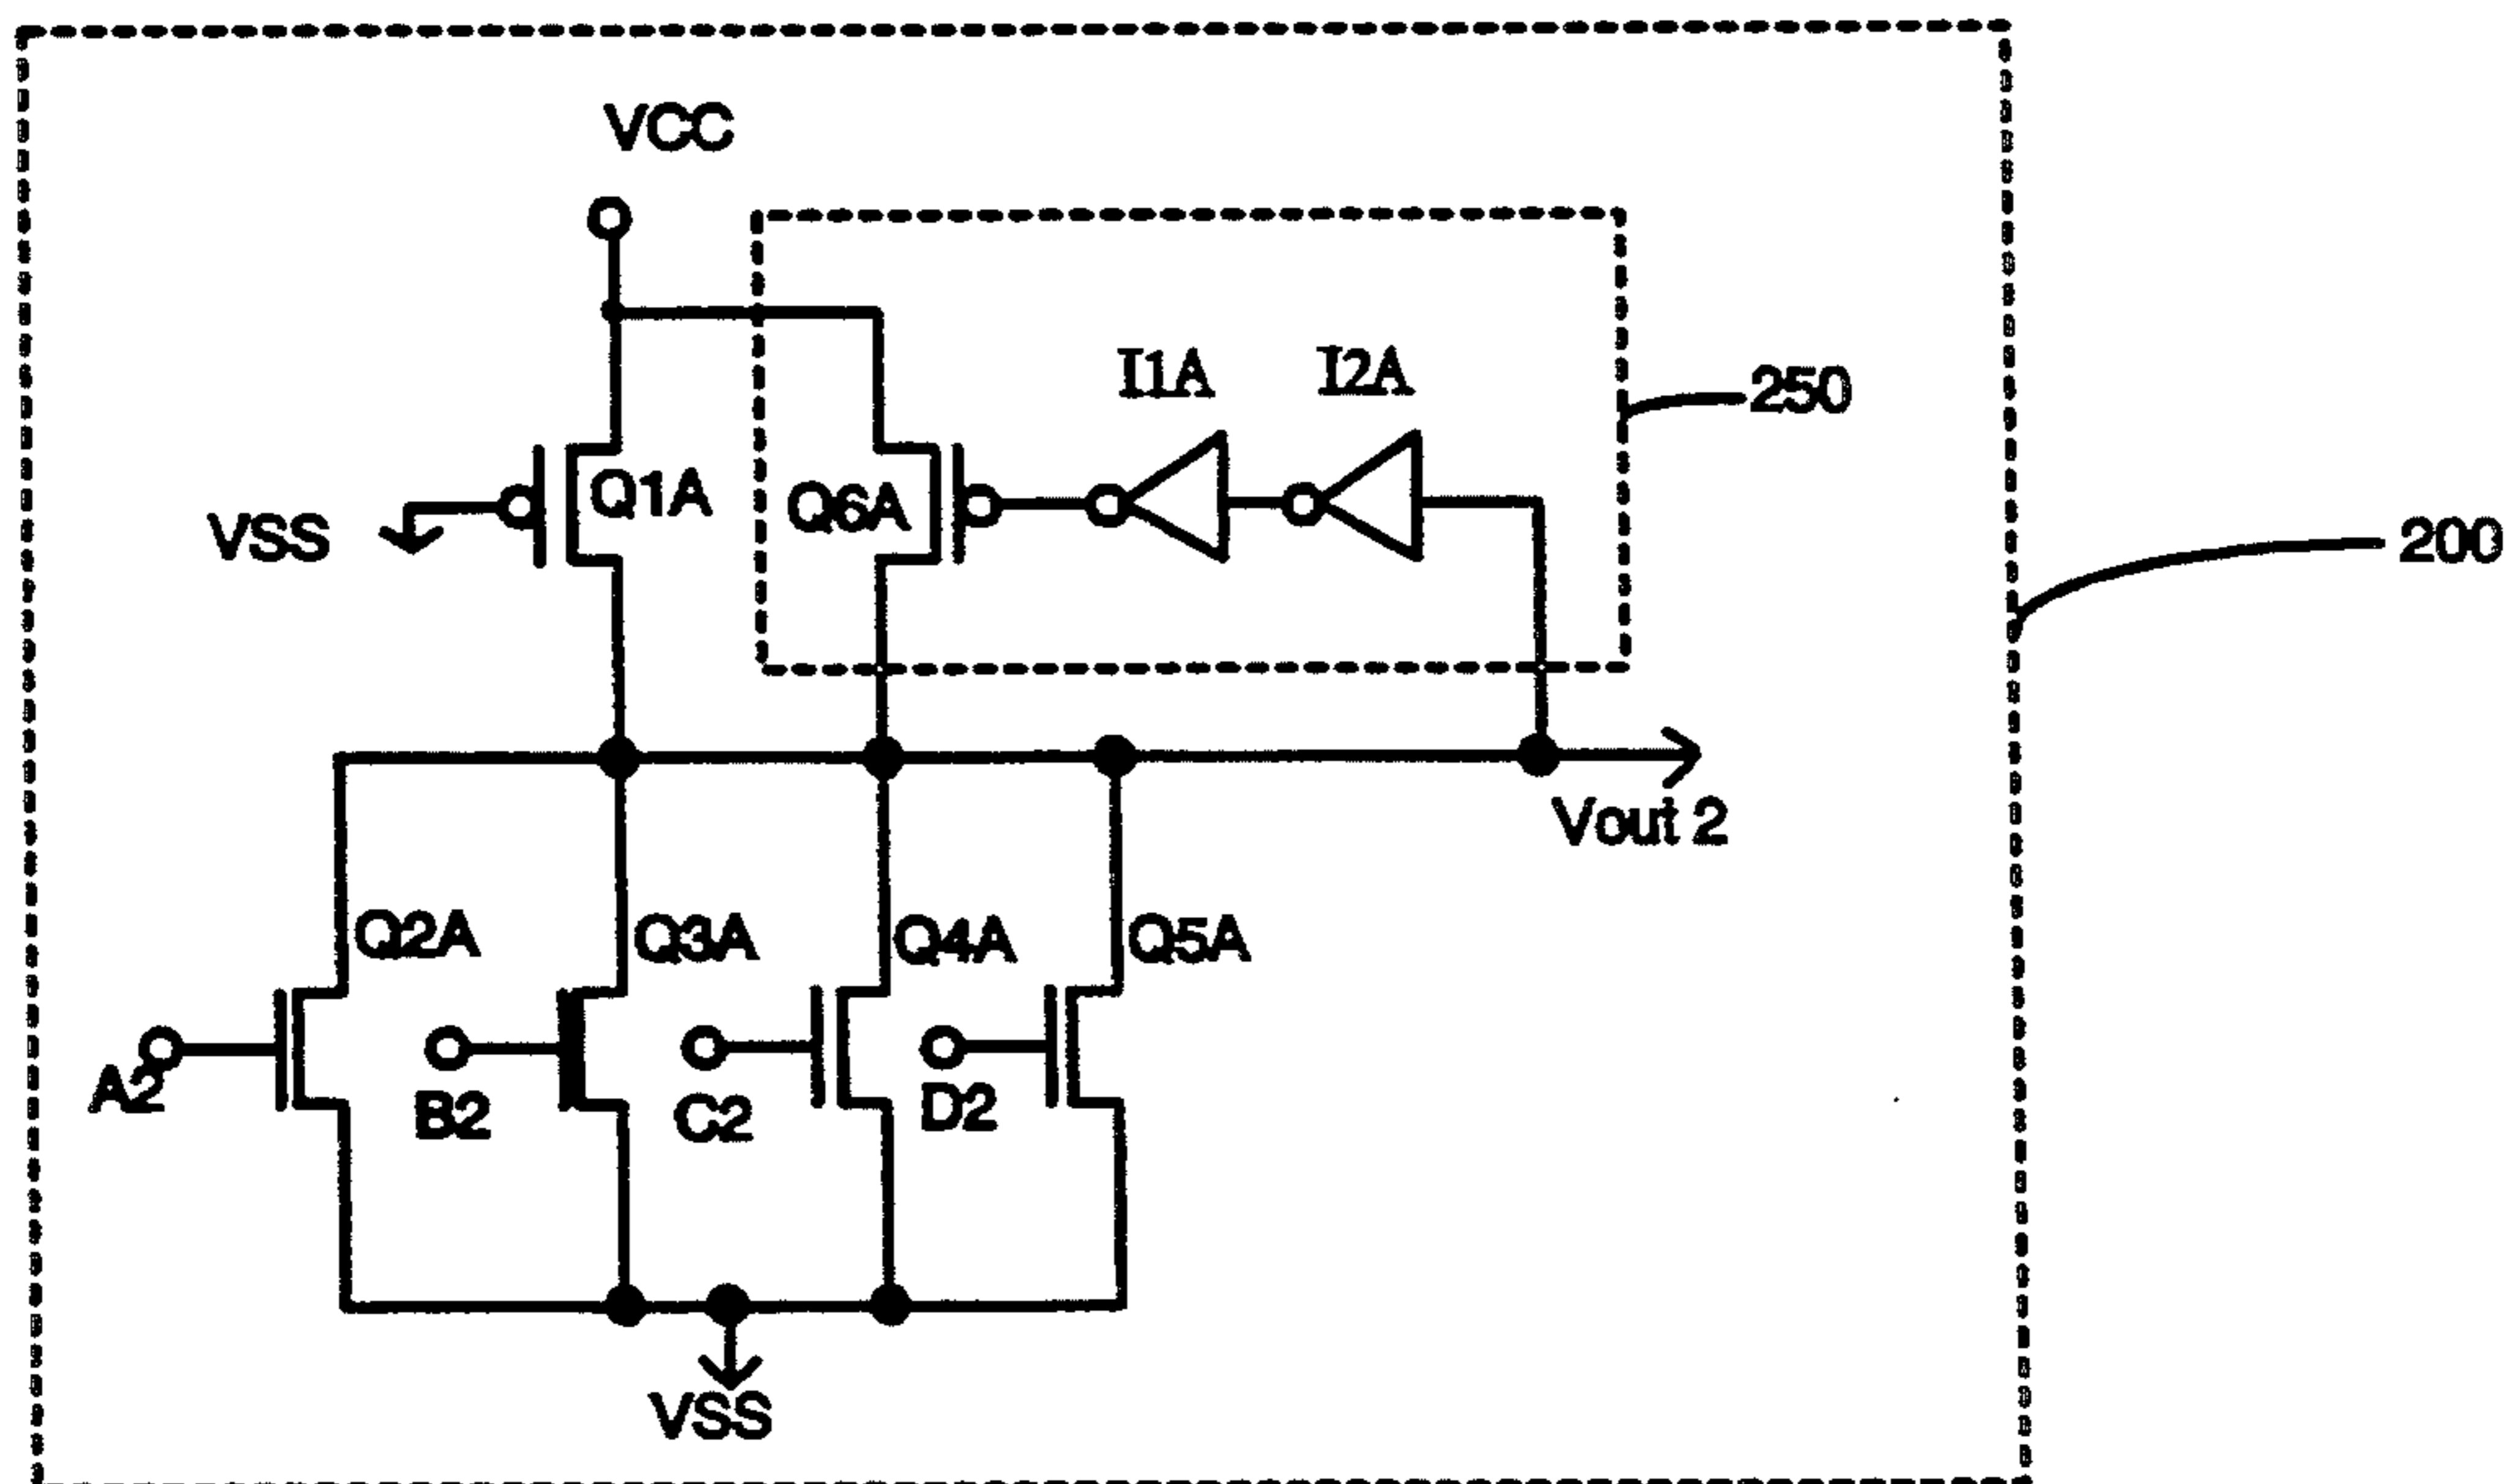 VCC
I1A
I2A
250
Q1A
Q6A
VSS
200
Vout 2
Q2A
Q3A
Q4A
Q5A
A2
B2
C2
D2
VSS